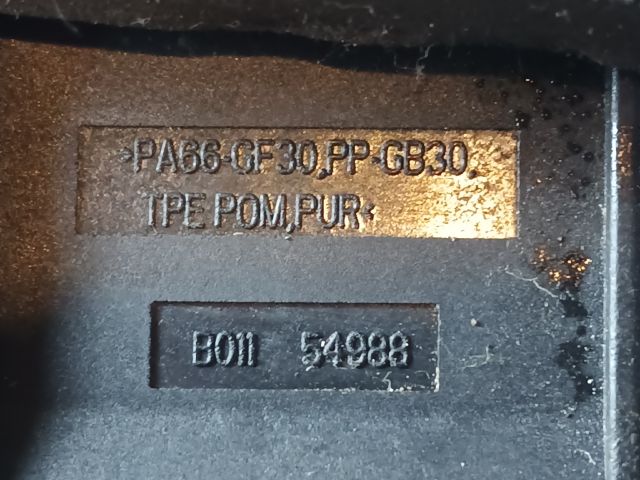 >PA66-GF30,PP-GB30,
TPE POM,PUR<
B011 54988